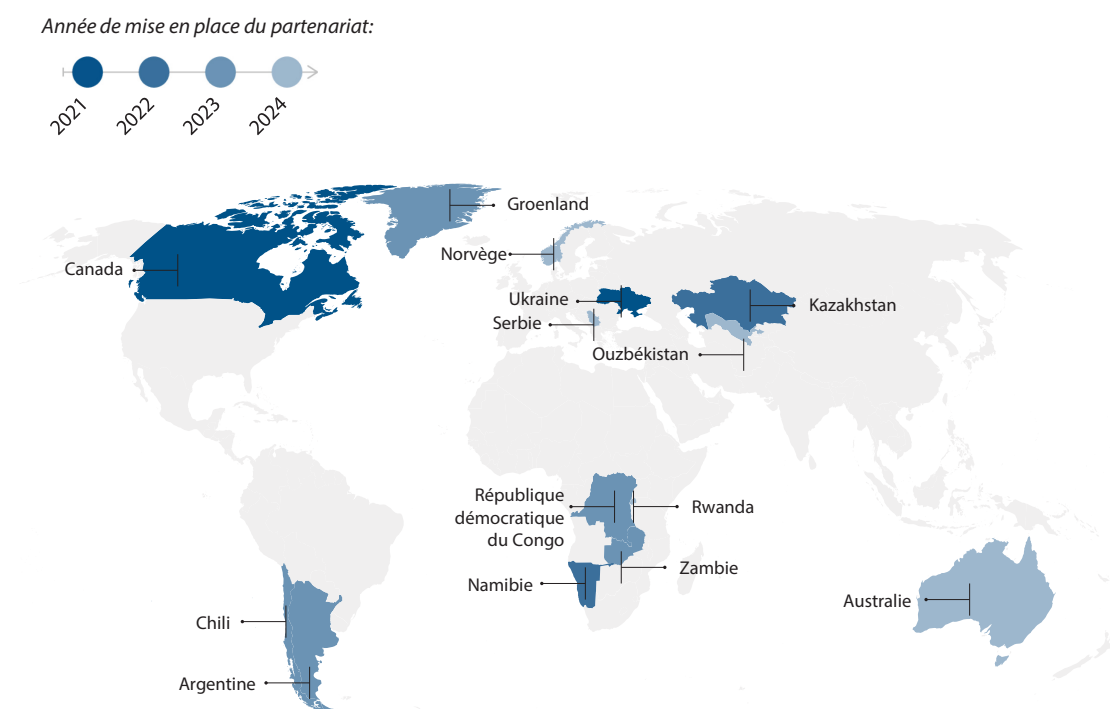 Année de mise en place du partenariat:
2021
2022
2023
2024
Groenland
Norvège
Canada
Ukraine
Kazakhstan
Serbie
Ouzbékistan
République
démocratique
du Congo
Rwanda
Zambie
Namibie
Australie
Chili
Argentine